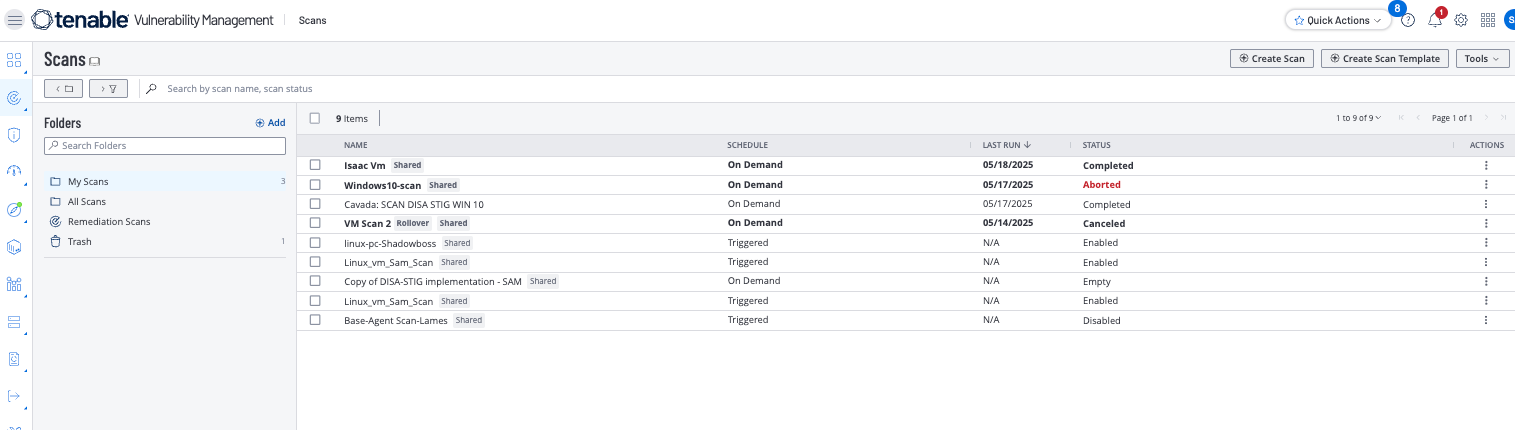 tenable Vulnerability Management Scans Quick Actions 8 1 S
Scans Create Scan Create Scan Template Tools
Search by scan name, scan status
Folders Add
Search Folders
My Scans 3
All Scans
Remediation Scans
Trash 1
9 Items 1 to 9 of 9 Page 1 of 1
NAME SCHEDULE LAST RUN STATUS ACTIONS
Isaac Vm Shared On Demand 05/18/2025 Completed
Windows10-scan Shared On Demand 05/17/2025 Aborted
Cavada: SCAN DISA STIG WIN 10 On Demand 05/17/2025 Completed
VM Scan 2 Rollover Shared On Demand 05/14/2025 Canceled
linux-pc-Shadowboss Shared Triggered N/A Enabled
Linux_vm_Sam_Scan Shared Triggered N/A Enabled
Copy of DISA-STIG implementation - SAM Shared On Demand N/A Empty
Linux_vm_Sam_Scan Shared Triggered N/A Enabled
Base-Agent Scan-Lames Shared Triggered N/A Disabled